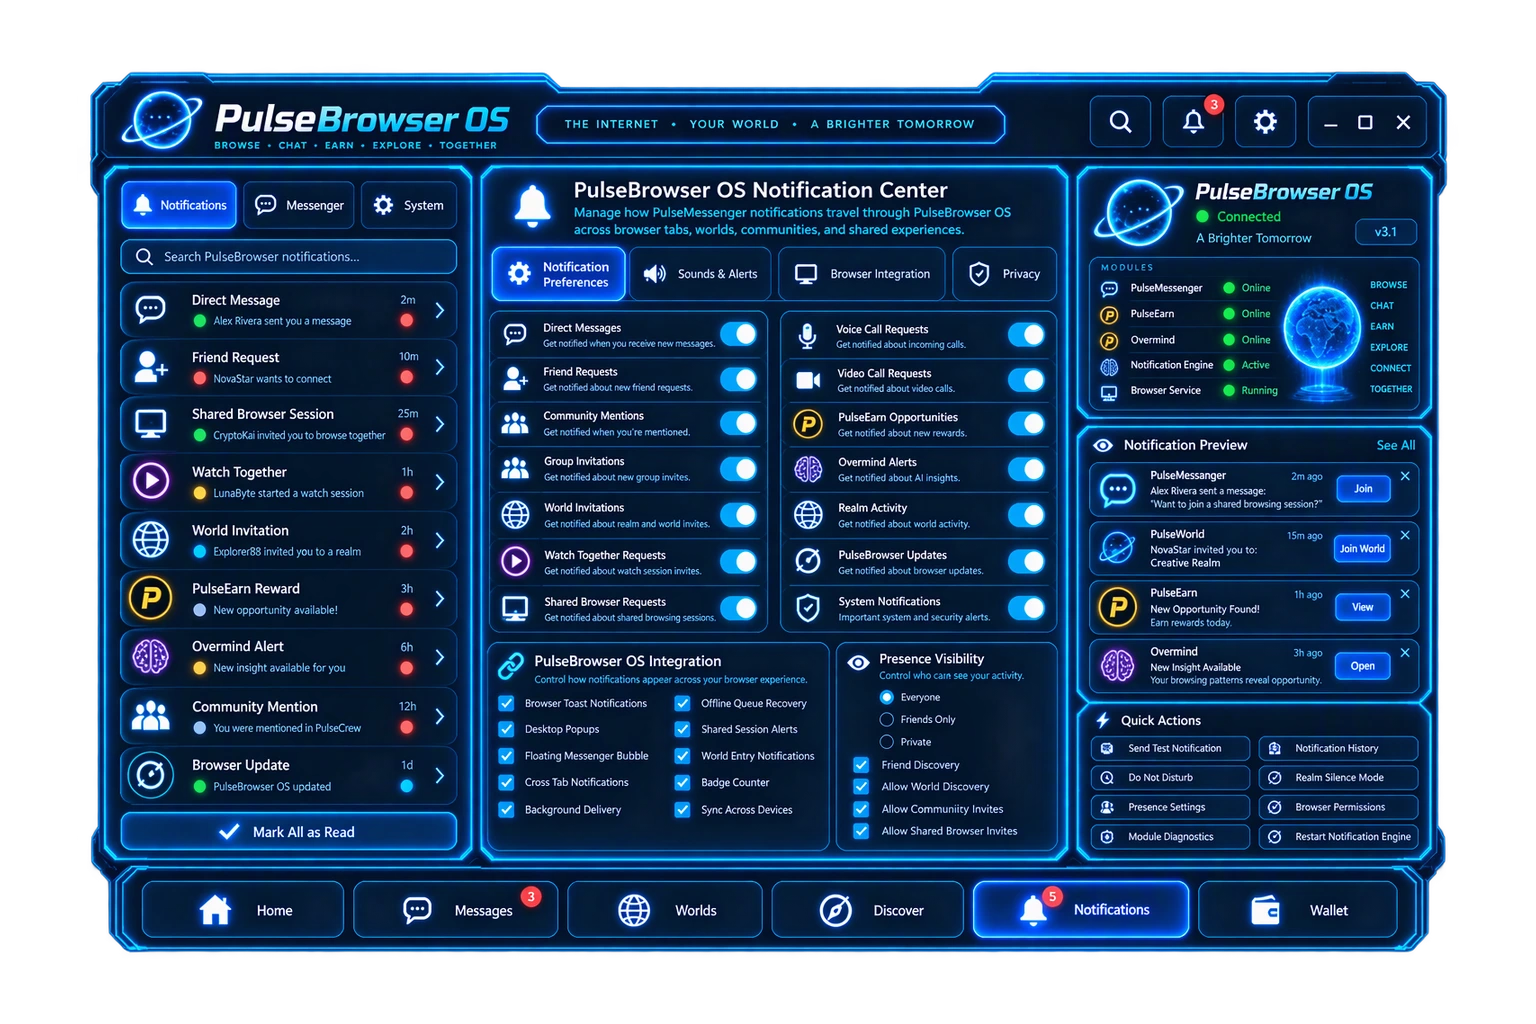 PulseBrowser OS
BROWSE • CHAT • EARN • EXPLORE • TOGETHER
THE INTERNET • YOUR WORLD • A BRIGHTER TOMORROW
3
Notifications
Messenger
System
Search PulseBrowser notifications...
Direct Message
2m
Alex Rivera sent you a message
Friend Request
10m
NovaStar wants to connect
Shared Browser Session
25m
CryptoKai invited you to browse together
Watch Together
1h
LunaByte started a watch session
World Invitation
2h
Explorer88 invited you to a realm
PulseEarn Reward
3h
New opportunity available!
Overmind Alert
6h
New insight available for you
Community Mention
12h
You were mentioned in PulseCrew
Browser Update
1d
PulseBrowser OS updated
Mark All as Read
PulseBrowser OS Notification Center
Manage how PulseMessenger notifications travel through PulseBrowser OS
across browser tabs, worlds, communities, and shared experiences.
Notification
Preferences
Sounds & Alerts
Browser Integration
Privacy
Direct Messages
Get notified when you receive new messages.
Friend Requests
Get notified about new friend requests.
Community Mentions
Get notified when you're mentioned.
Group Invitations
Get notified about new group invites.
World Invitations
Get notified about realm and world invites.
Watch Together Requests
Get notified about watch session invites.
Shared Browser Requests
Get notified about shared browsing sessions.
Voice Call Requests
Get notified about incoming calls.
Video Call Requests
Get notified about video calls.
PulseEarn Opportunities
Get notified about new rewards.
Overmind Alerts
Get notified about AI insights.
Realm Activity
Get notified about world activity.
PulseBrowser Updates
Get notified about browser updates.
System Notifications
Important system and security alerts.
PulseBrowser OS Integration
Control how notifications appear across your browser experience.
Browser Toast Notifications
Desktop Popups
Floating Messenger Bubble
Cross Tab Notifications
Background Delivery
Offline Queue Recovery
Shared Session Alerts
World Entry Notifications
Badge Counter
Sync Across Devices
Presence Visibility
Control who can see your activity.
Everyone
Friends Only
Private
Friend Discovery
Allow World Discovery
Allow Community Invites
Allow Shared Browser Invites
PulseBrowser OS
Connected
A Brighter Tomorrow
v3.1
MODULES
PulseMessenger
Online
PulseEarn
Online
Overmind
Online
Notification Engine
Active
Browser Service
Running
BROWSE
CHAT
EARN
EXPLORE
CONNECT
TOGETHER
Notification Preview
See All
PulseMessanger
2m ago
Alex Rivera sent a message:
"Want to join a shared browsing session?"
Join
PulseWorld
15m ago
NovaStar invited you to:
Creative Realm
Join World
PulseEarn
1h ago
New Opportunity Found!
Earn rewards today.
View
Overmind
3h ago
New Insight Available
Your browsing patterns reveal opportunity.
Open
Quick Actions
Send Test Notification
Notification History
Do Not Disturb
Realm Silence Mode
Presence Settings
Browser Permissions
Module Diagnostics
Restart Notification Engine
Home
Messages
3
Worlds
Discover
5
Notifications
Wallet